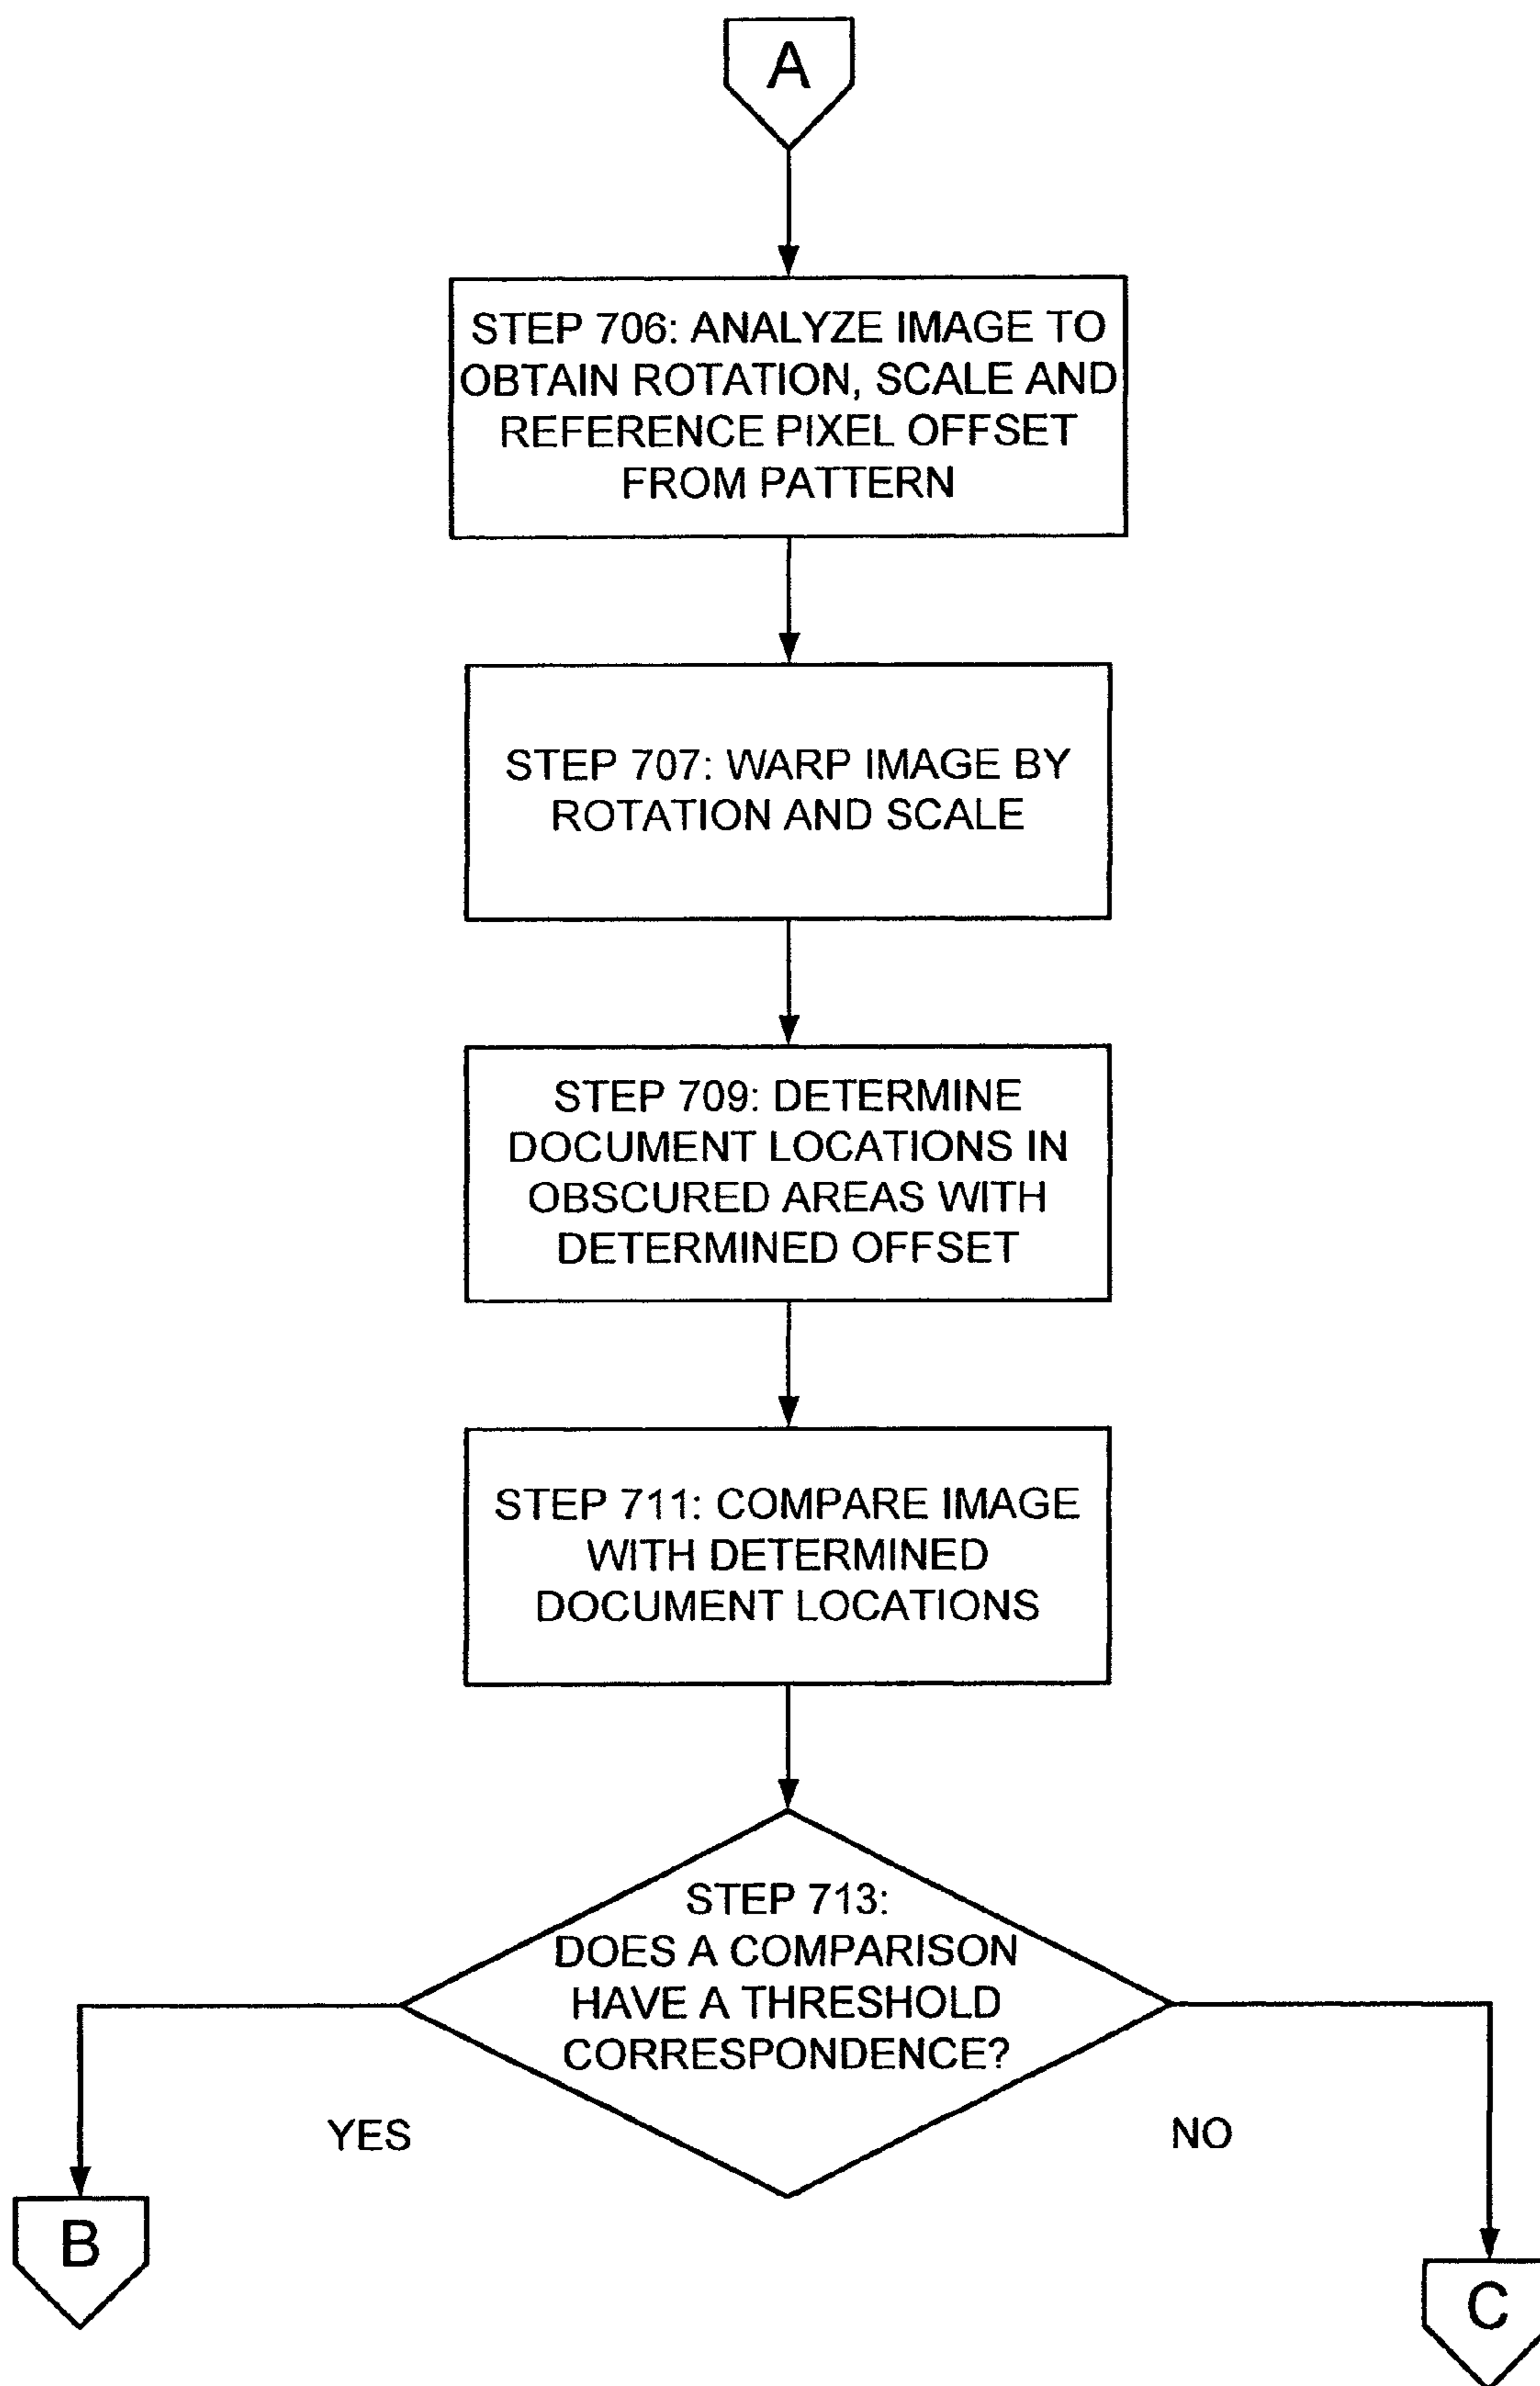 A
STEP 706: ANALYZE IMAGE TO
OBTAIN ROTATION, SCALE AND
REFERENCE PIXEL OFFSET
FROM PATTERN
STEP 707: WARP IMAGE BY
ROTATION AND SCALE
STEP 709: DETERMINE
DOCUMENT LOCATIONS IN
OBSCURED AREAS WITH
DETERMINED OFFSET
STEP 711: COMPARE IMAGE
WITH DETERMINED
DOCUMENT LOCATIONS
STEP 713:
DOES A COMPARISON
HAVE A THRESHOLD
CORRESPONDENCE?
YES
NO
B
C